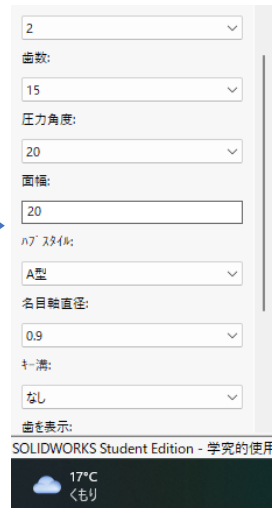 2
歯数:
15
圧力角度:
20
面幅:
20
ﾊﾌﾞ ｽﾀｲﾙ:
A型
名目軸直径:
0.9
ｷｰ溝:
なし
歯を表示:
SOLIDWORKS Student Edition - 学究的使用
17°C
くもり